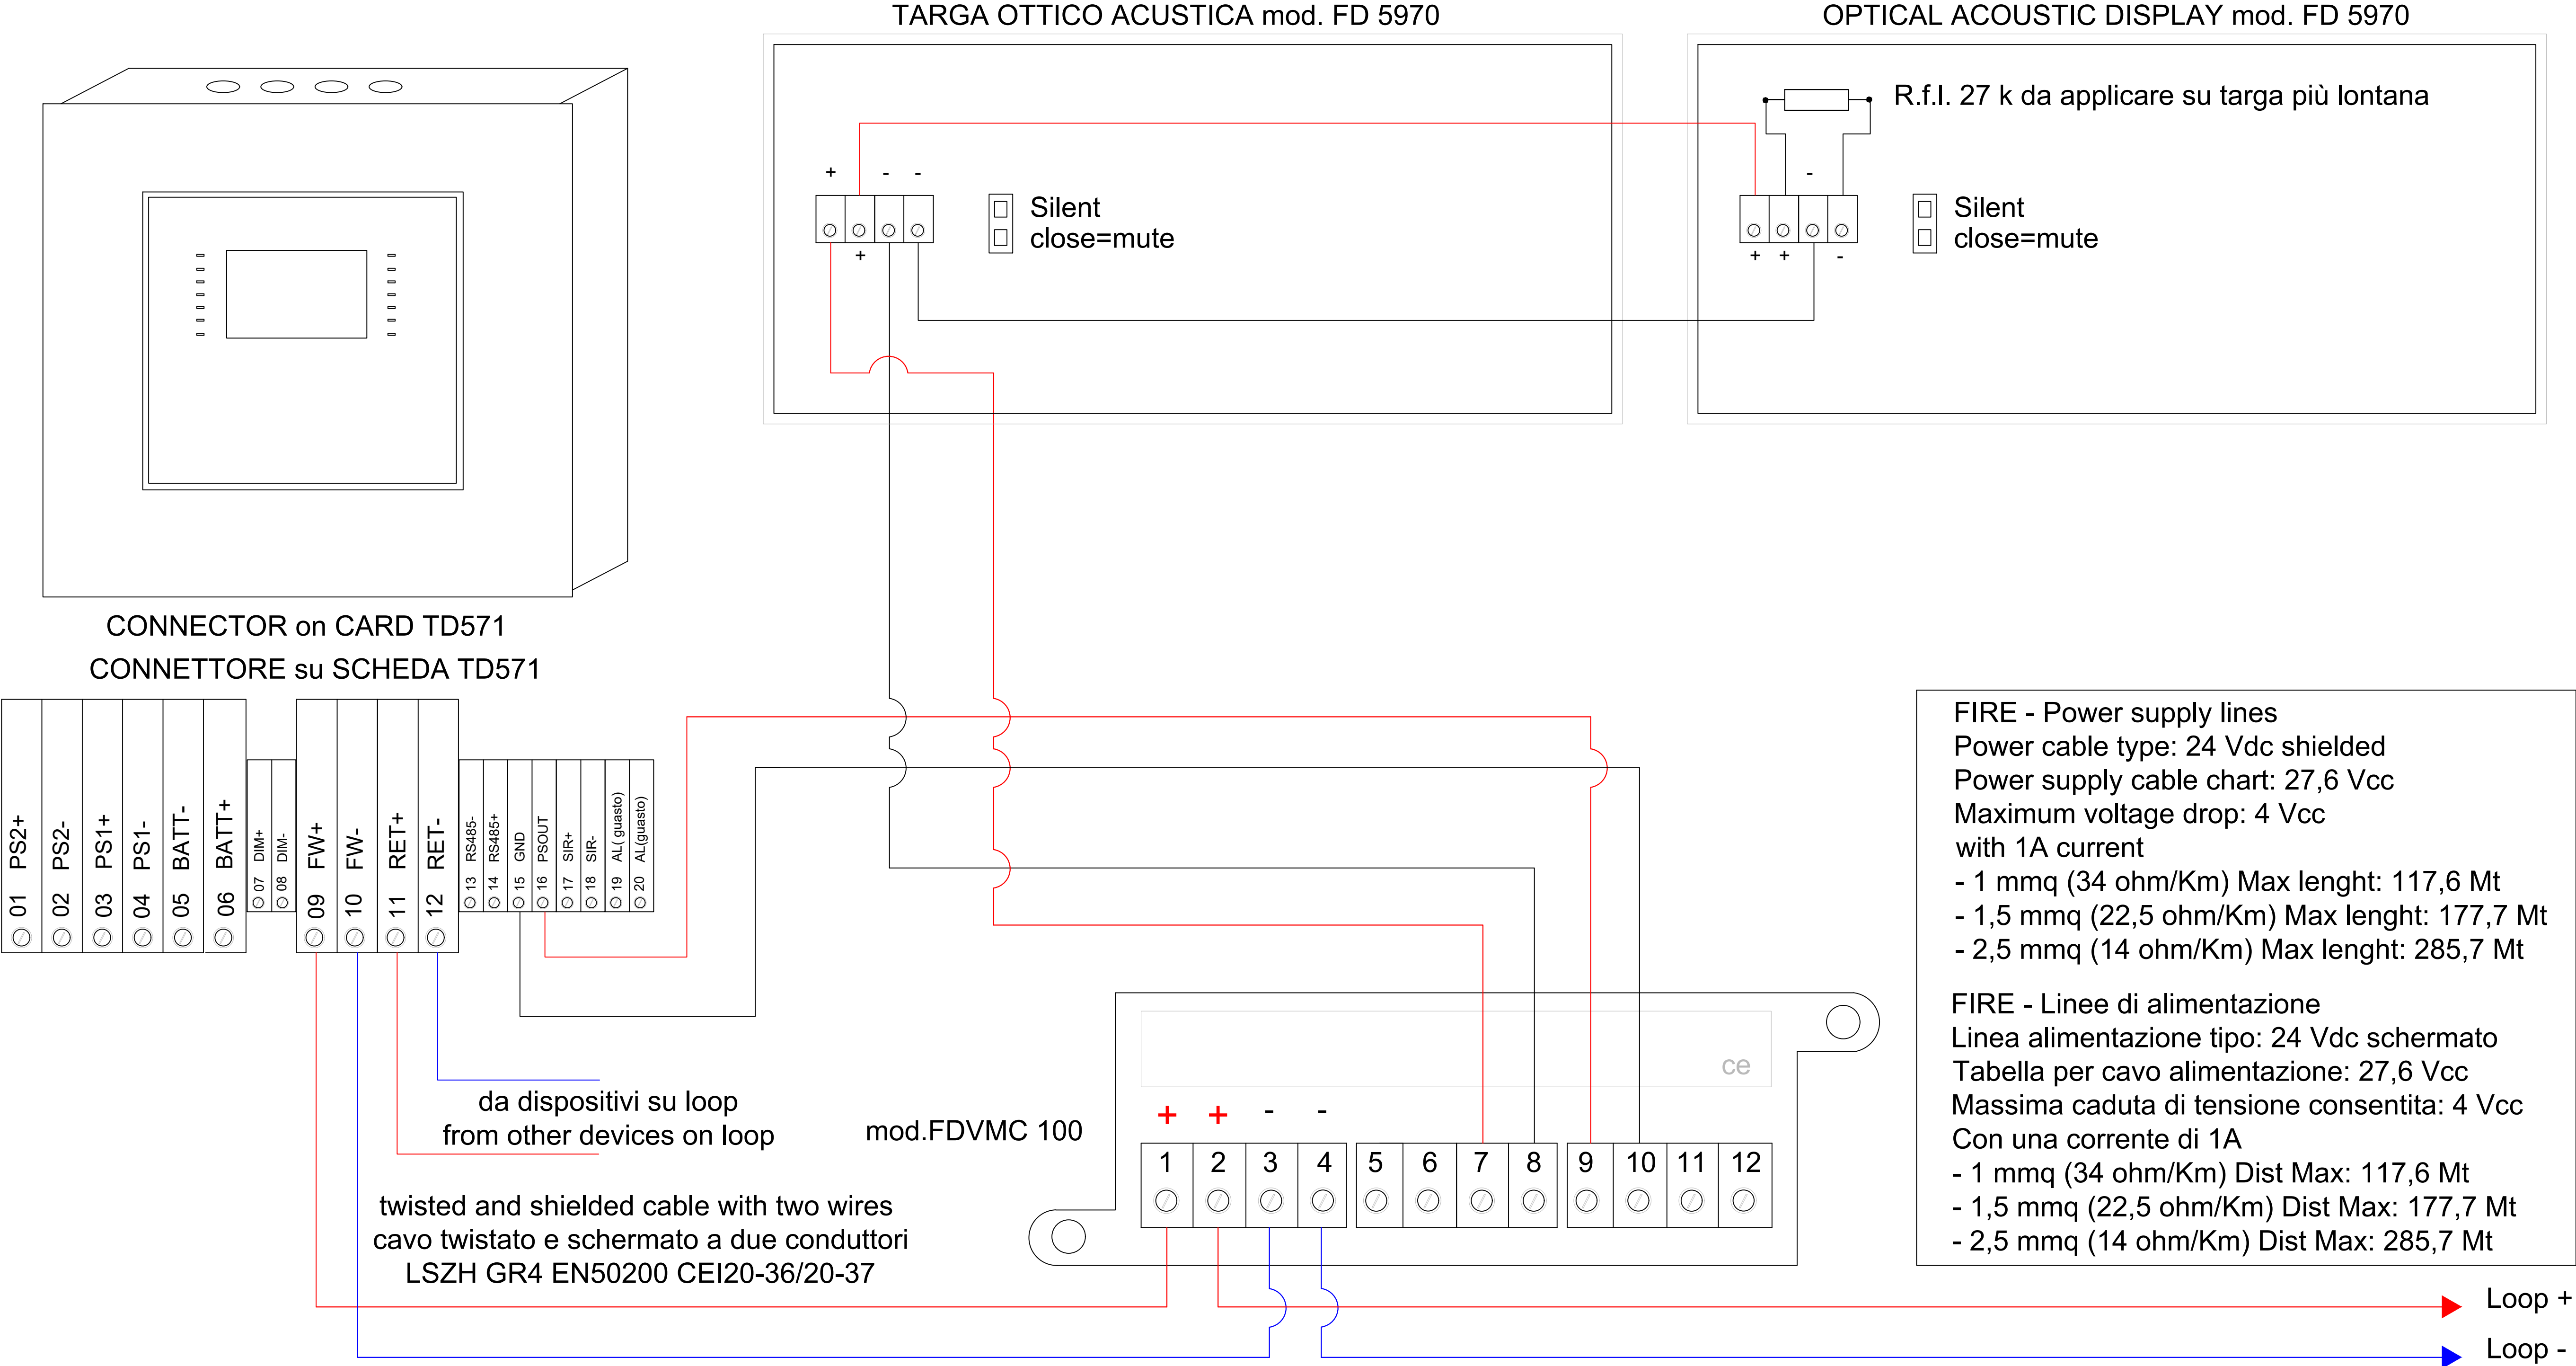 TARGA OTTICO ACUSTICA mod. FD 5970
OPTICAL ACOUSTIC DISPLAY mod. FD 5970
R.f.l. 27 k da applicare su targa più lontana
+ - -
+
Silent
close=mute
-
+ + -
Silent
close=mute
CONNECTOR on CARD TD571
CONNETTORE su SCHEDA TD571
01 PS2+
02 PS2-
03 PS1+
04 PS1-
05 BATT-
06 BATT+
07 DIM+
08 DIM-
09 FW+
10 FW-
11 RET+
12 RET-
13 RS485-
14 RS485+
15 GND
16 PSOUT
17 SIR+
18 SIR-
19 AL( guasto)
20 AL(guasto)
da dispositivi su loop
from other devices on loop
twisted and shielded cable with two wires
cavo twistato e schermato a due conduttori
LSZH GR4 EN50200 CEI20-36/20-37
mod.FDVMC 100
ce
+ + - -
1 2 3 4 5 6 7 8 9 10 11 12
FIRE - Power supply lines
Power cable type: 24 Vdc shielded
Power supply cable chart: 27,6 Vcc
Maximum voltage drop: 4 Vcc
with 1A current
- 1 mmq (34 ohm/Km) Max lenght: 117,6 Mt
- 1,5 mmq (22,5 ohm/Km) Max lenght: 177,7 Mt
- 2,5 mmq (14 ohm/Km) Max lenght: 285,7 Mt
FIRE - Linee di alimentazione
Linea alimentazione tipo: 24 Vdc schermato
Tabella per cavo alimentazione: 27,6 Vcc
Massima caduta di tensione consentita: 4 Vcc
Con una corrente di 1A
- 1 mmq (34 ohm/Km) Dist Max: 117,6 Mt
- 1,5 mmq (22,5 ohm/Km) Dist Max: 177,7 Mt
- 2,5 mmq (14 ohm/Km) Dist Max: 285,7 Mt
Loop +
Loop -